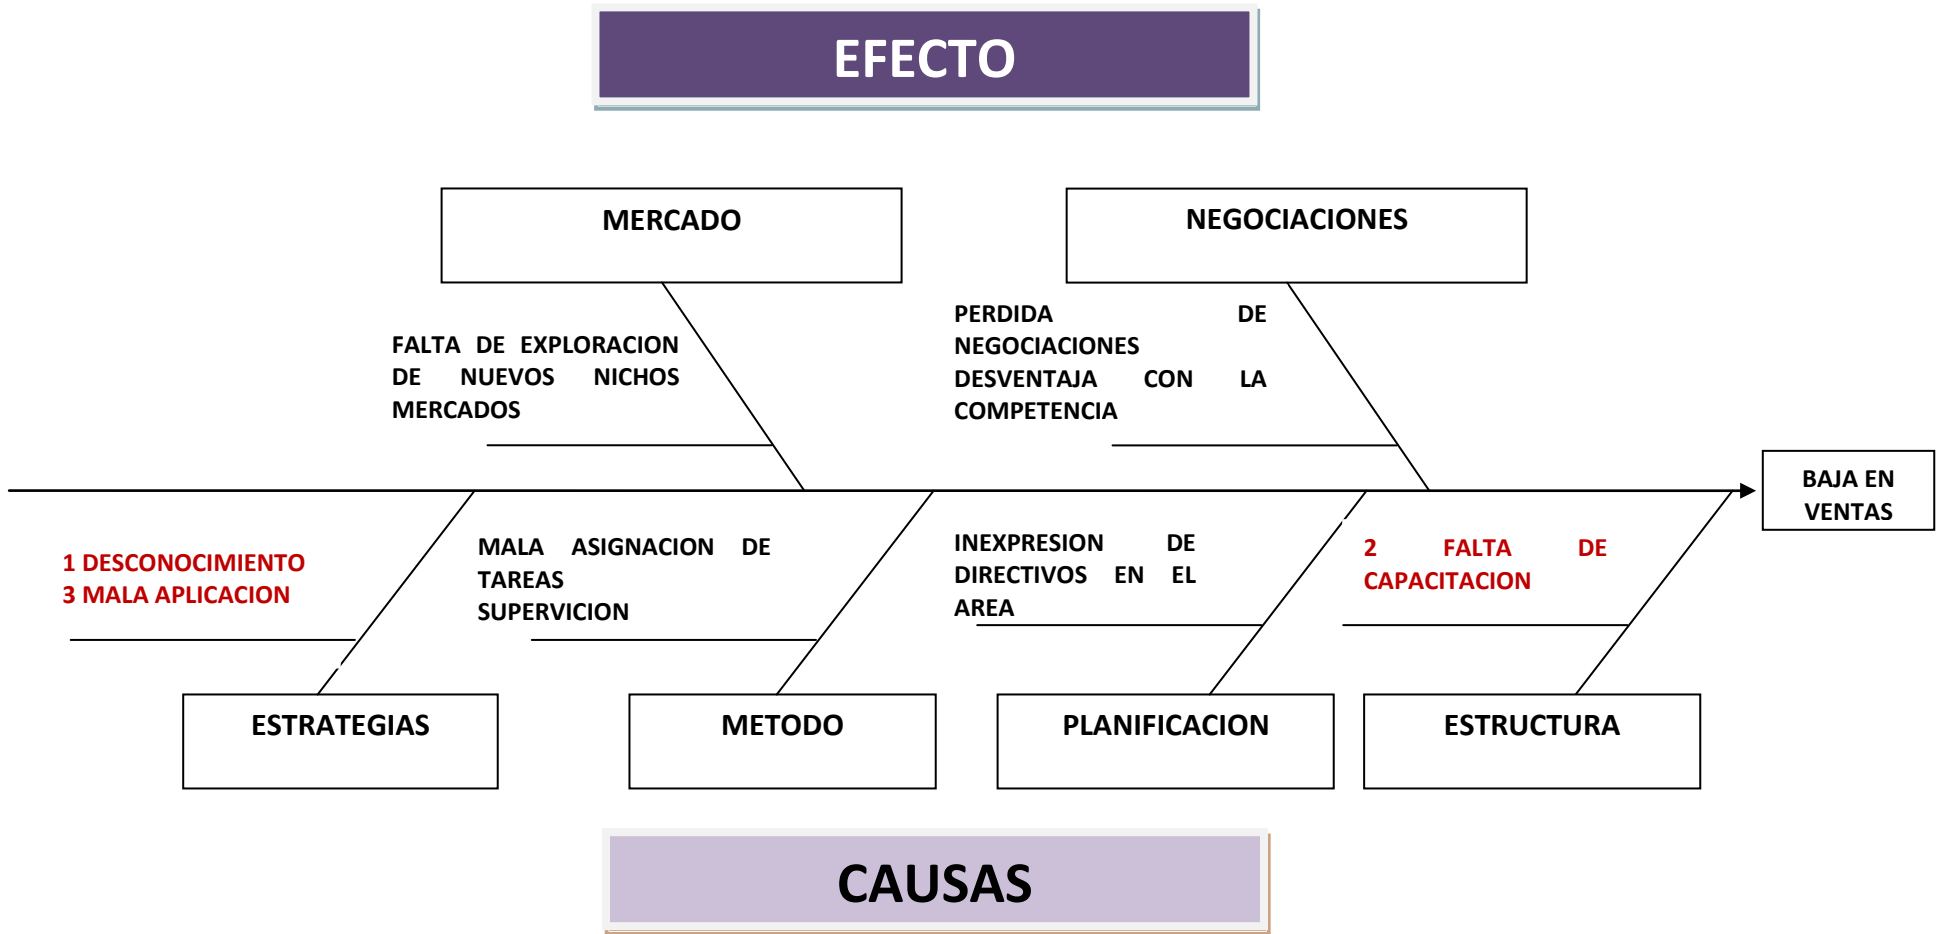 EFECTO
MERCADO
NEGOCIACIONES
FALTA DE EXPLORACION
DE NUEVOS NICHOS
MERCADOS
PERDIDA DE
NEGOCIACIONES
DESVENTAJA CON LA
COMPETENCIA
BAJA EN
VENTAS
1 DESCONOCIMIENTO
3 MALA APLICACION
MALA ASIGNACION DE
TAREAS
SUPERVICION
INEXPRESION DE
DIRECTIVOS EN EL
AREA
2 FALTA DE
CAPACITACION
ESTRATEGIAS
METODO
PLANIFICACION
ESTRUCTURA
CAUSAS